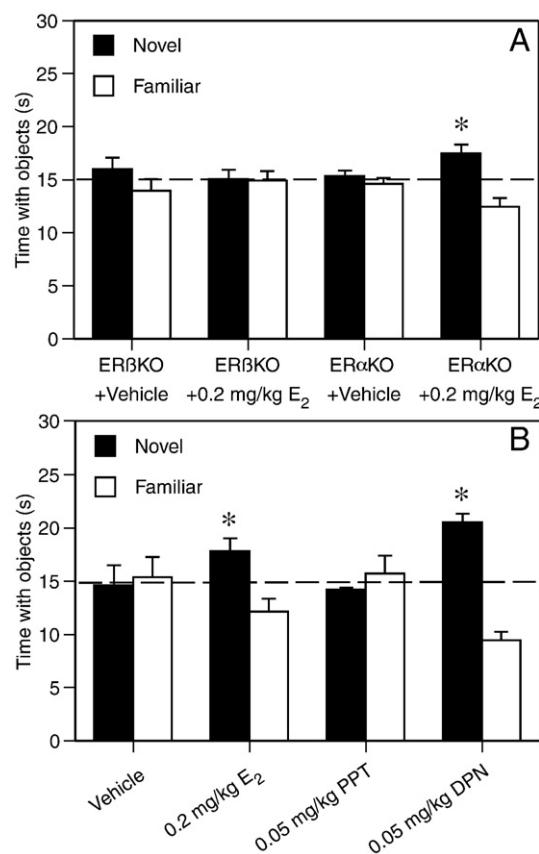 A
Novel
Familiar
Time with objects (s)
30
25
20
15
10
5
0
*
ERßKO
+Vehicle
ERßKO
+0.2 mg/kg E₂
ERαKO
+Vehicle
ERαKO
+0.2 mg/kg E₂
B
Novel
Familiar
Time with objects (s)
30
25
20
15
10
5
0
*
*
Vehicle
0.2 mg/kg E₂
0.05 mg/kg PPT
0.05 mg/kg DPN